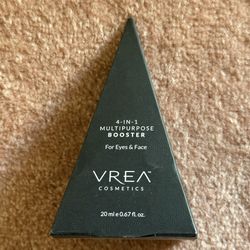 4-IN-1
MULTIPURPOSE
BOOSTER
For Eyes & Face
VREA
COSMETICS
20 ml e 0.67 fl. oz.